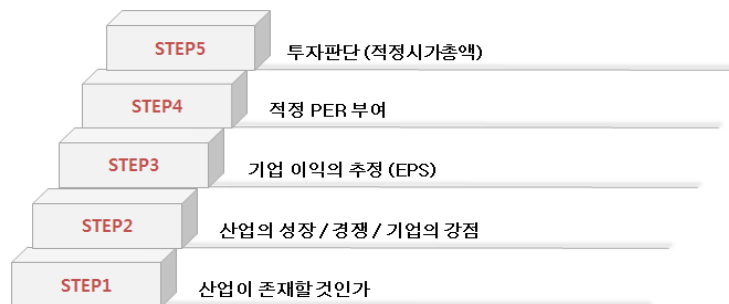 STEP5 투자판단 (적정시가총액)
STEP4 적정 PER 부여
STEP3 기업 이익의 추정 (EPS)
STEP2 산업의 성장 / 경쟁 / 기업의 강점
STEP1 산업이 존재할 것인가